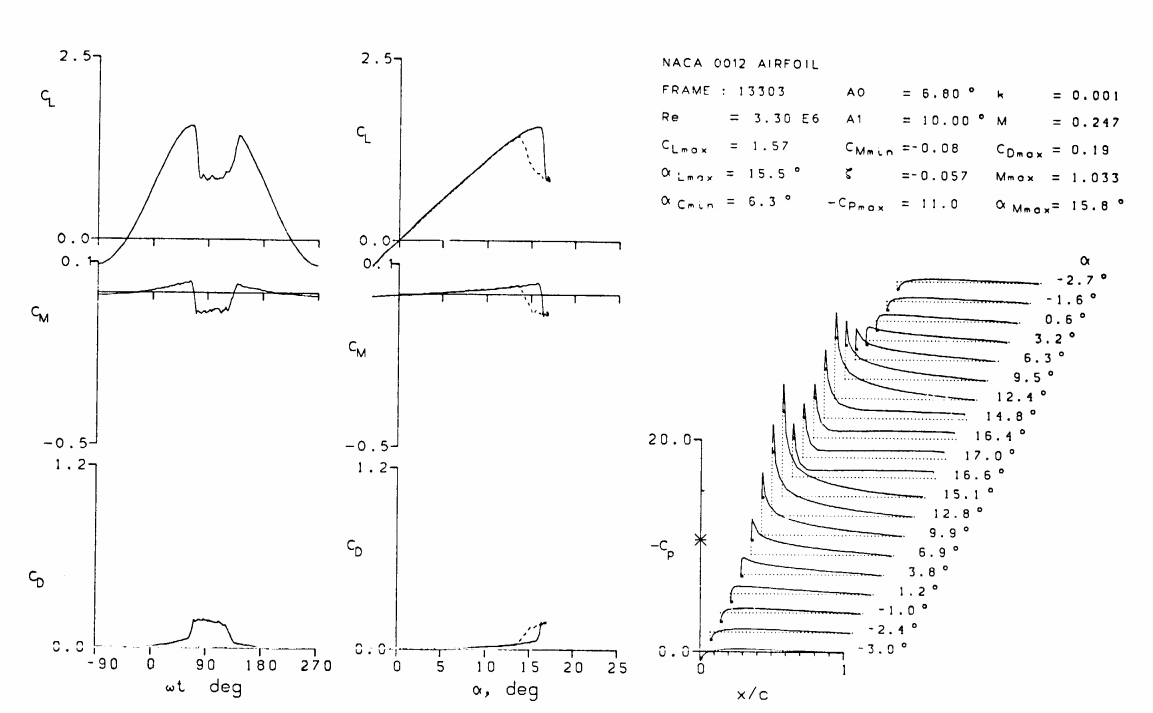 NACA 0012 AIRFOIL
FRAME : 13303 A0 = 6.80 ° k = 0.001
Re = 3.30 E6 A1 = 10.00 ° M = 0.247
CLmax = 1.57 CMmin =-0.08 CDmax = 0.19
αLmax = 15.5 ° ζ =-0.057 Mmax = 1.033
αCmin = 6.3 ° -CPmax = 11.0 αMmax= 15.8 °
2.5
CL
0.0
0.1
CM
-0.5
1.2
CD
0.0
-90 0 90 180 270
ωt deg
2.5
CL
0.0
0.1
CM
-0.5
1.2
CD
0.0
0 5 10 15 20 25
α, deg
α
-2.7 °
-1.6 °
0.6 °
3.2 °
6.3 °
9.5 °
12.4 °
14.8 °
16.4 °
17.0 °
16.6 °
15.1 °
12.8 °
9.9 °
6.9 °
3.8 °
1.2 °
-1.0 °
-2.4 °
-3.0 °
20.0
-Cp
0.0
0 1
x/c